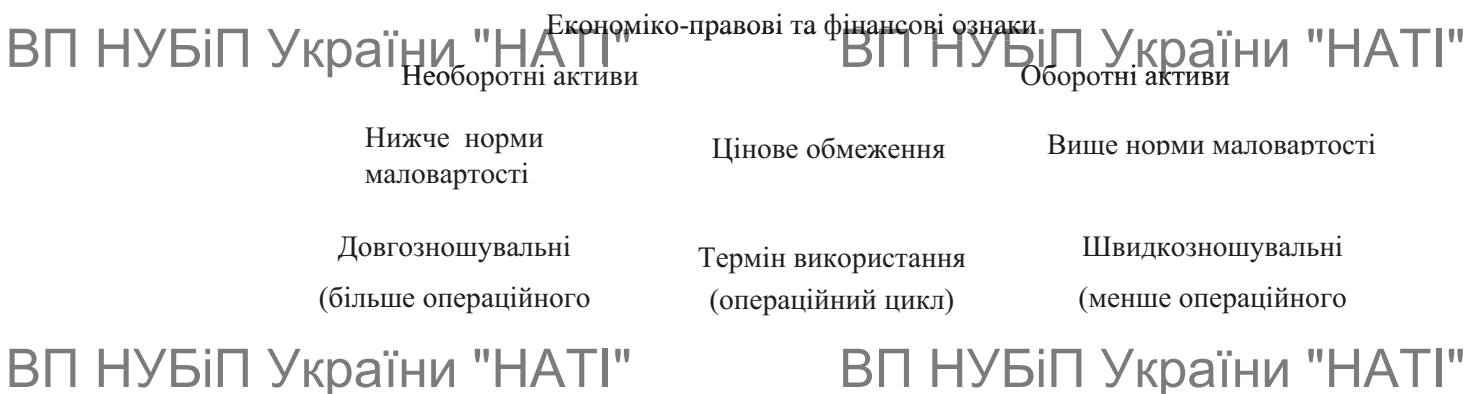 Економіко-правові та фінансові ознаки
ВП НУБіП України "НАТІ" ВП НУБіП України "НАТІ"
Необоротні активи Оборотні активи
Нижче норми
маловартості
Цінове обмеження
Вище норми маловартості
Довгозношувальні
(більше операційного
Термін використання
(операційний цикл)
Швидкозношувальні
(менше операційного
ВП НУБіП України "НАТІ" ВП НУБіП України "НАТІ"